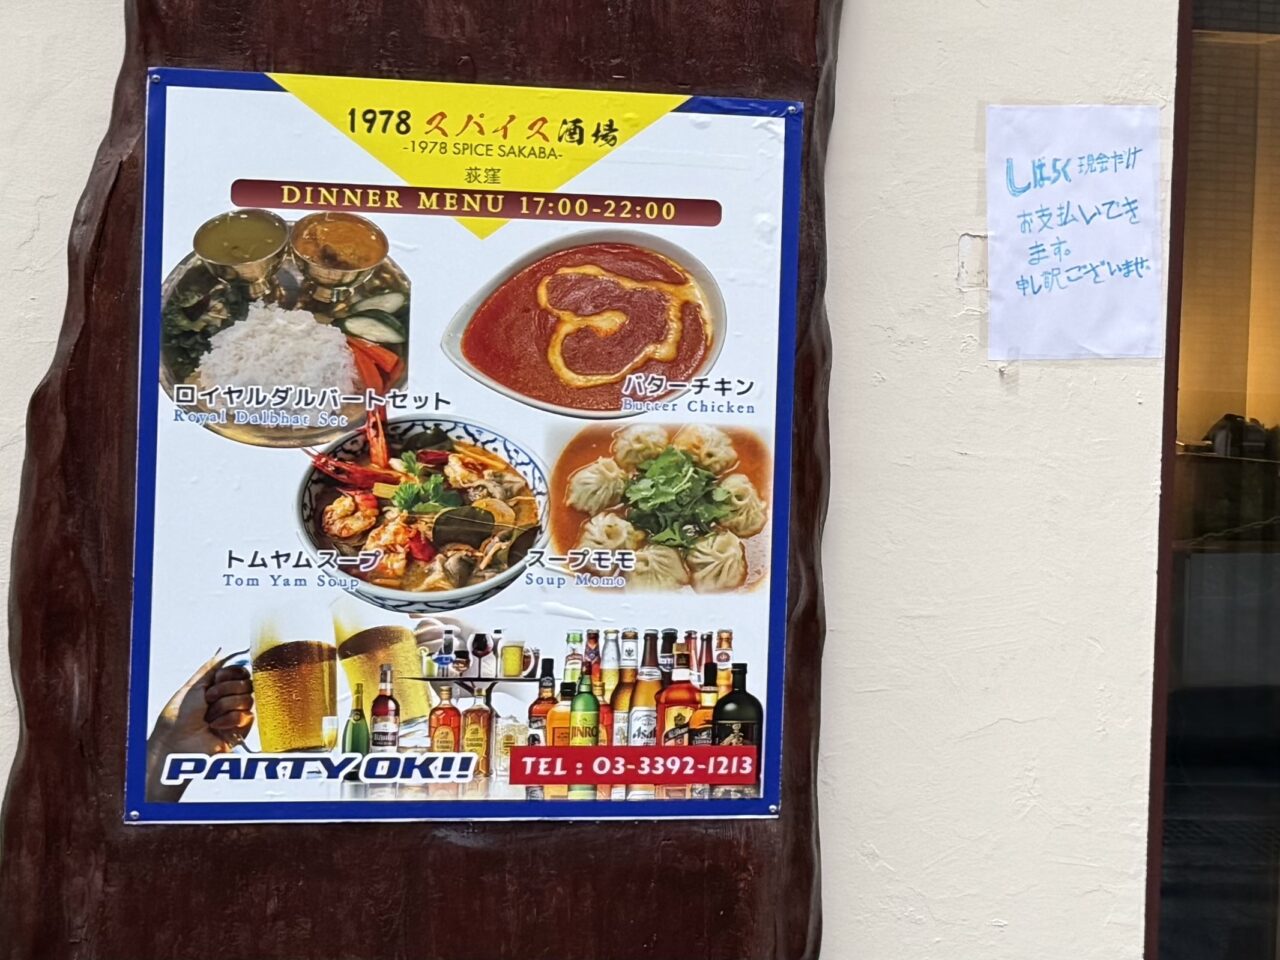 1978 スパイス酒場
-1978 SPICE SAKABA-
荻窪
DINNER MENU 17:00-22:00
ロイヤルダルバートセット
Royal Dalbhat Set
バターチキン
Butter Chicken
トムヤムスープ
Tom Yam Soup
スープモモ
Soup Momo
JINRO
Asahi
PARTY OK!!
TEL : 03-3392-1213
しばらく現金だけ
お支払いでき
ます。
申し訳ございませ。